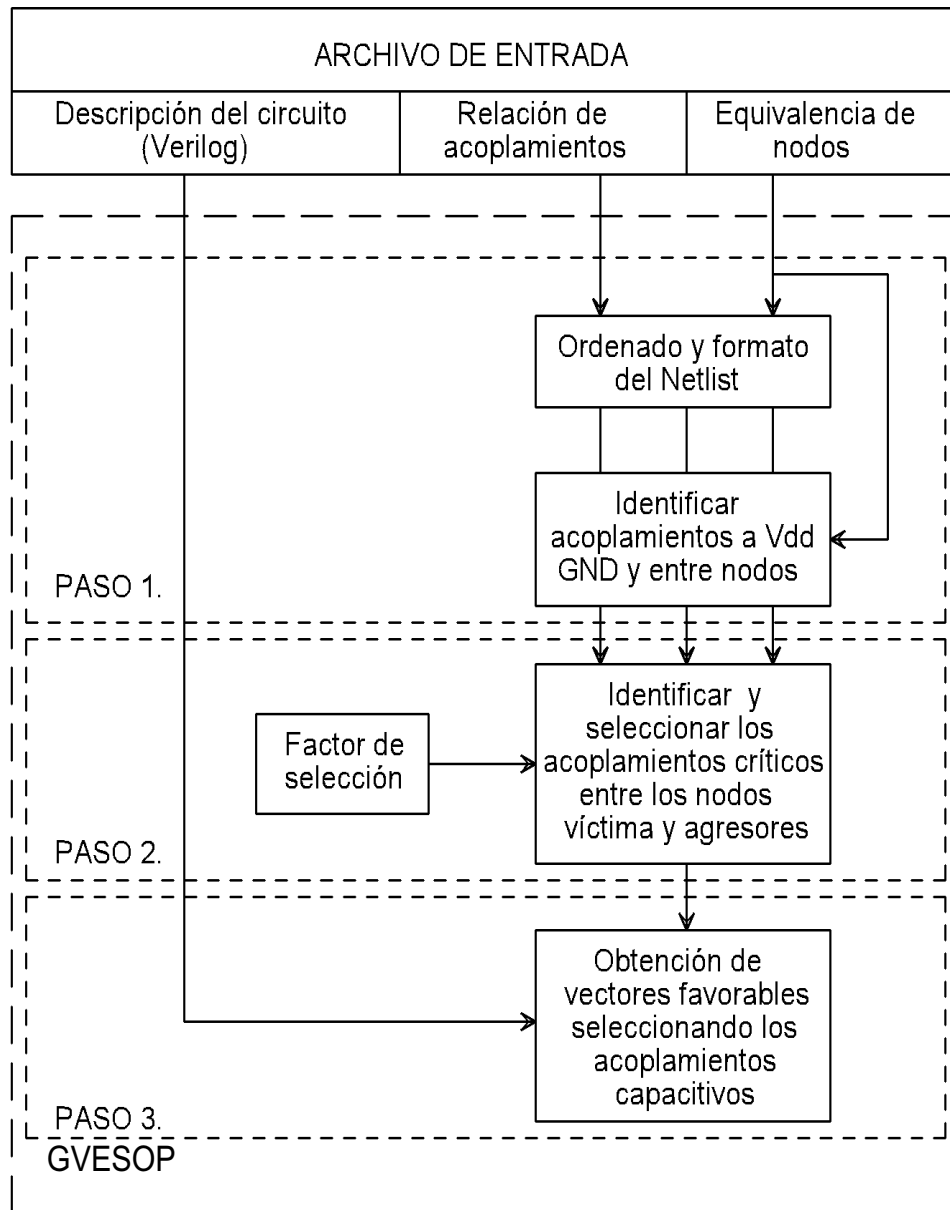 ARCHIVO DE ENTRADA
Descripción del circuito
(Verilog)
Relación de
acoplamientos
Equivalencia de
nodos
Ordenado y formato
del Netlist
Identificar
acoplamientos a Vdd
GND y entre nodos
PASO 1.
Factor de
selección
Identificar y
seleccionar los
acoplamientos críticos
entre los nodos
víctima y agresores
PASO 2.
Obtención de
vectores favorables
seleccionando los
acoplamientos
capacitivos
PASO 3.
GVESOP